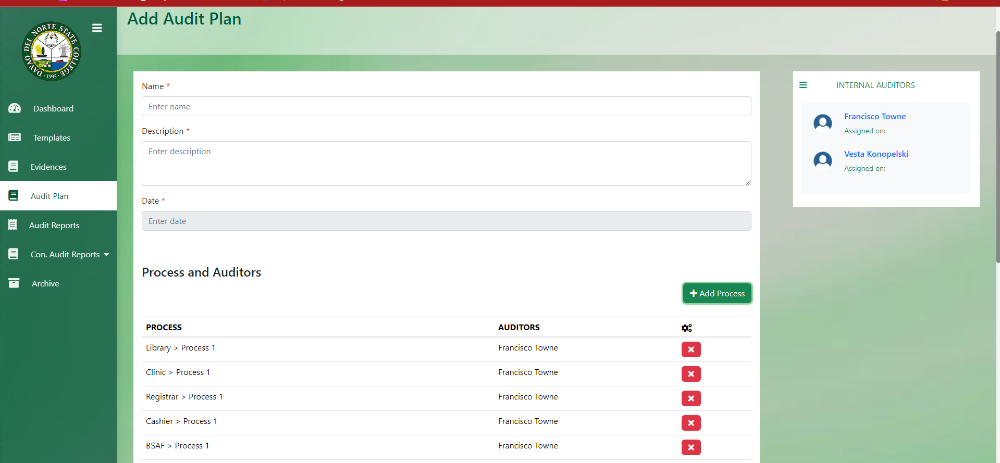 Add Audit Plan
DAVAO DEL NORTE STATE COLLEGE
· 1995 ·
Dashboard
Templates
Evidences
Audit Plan
Audit Reports
Con. Audit Reports
Archive
Name *
Enter name
Description *
Enter description
Date *
Enter date
Process and Auditors
Add Process
PROCESS AUDITORS
Library > Process 1 Francisco Towne
Clinic > Process 1 Francisco Towne
Registrar > Process 1 Francisco Towne
Cashier > Process 1 Francisco Towne
BSAF > Process 1 Francisco Towne
INTERNAL AUDITORS
Francisco Towne
Assigned on:
Vesta Konopelski
Assigned on: